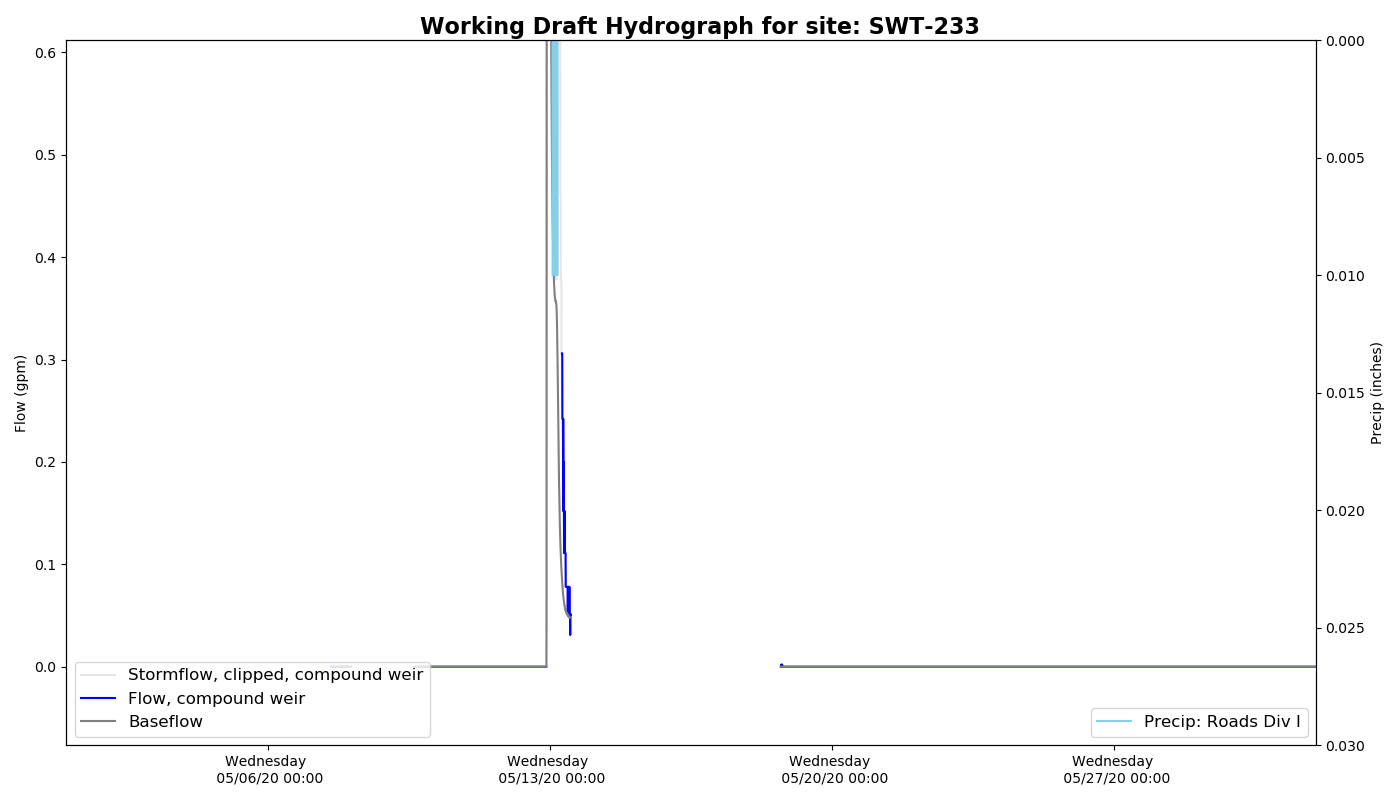 Working Draft Hydrograph for site: SWT-233
0.6
0.5
0.4
0.3
0.2
0.1
0.0
Flow (gpm)
0.000
0.005
0.010
0.015
0.020
0.025
0.030
Precip (inches)
Stormflow, clipped, compound weir
Flow, compound weir
Baseflow
Precip: Roads Div I
Wednesday
05/06/20 00:00
Wednesday
05/13/20 00:00
Wednesday
05/20/20 00:00
Wednesday
05/27/20 00:00